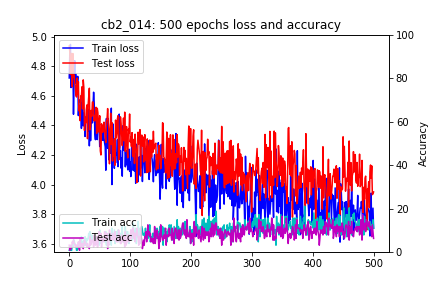 cb2_014: 500 epochs loss and accuracy
5.0
4.8
4.6
4.4
4.2
4.0
3.8
3.6
Loss
Train loss
Test loss
Train acc
Test acc
100
80
60
40
20
0
Accuracy
0 100 200 300 400 500